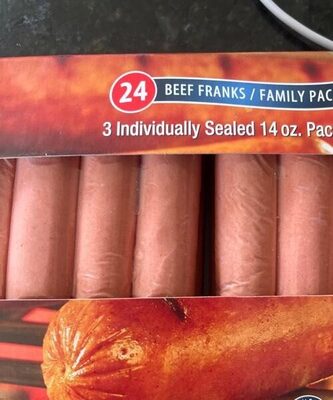 24 BEEF FRANKS / FAMILY PAC
3 Individually Sealed 14 oz. Pac